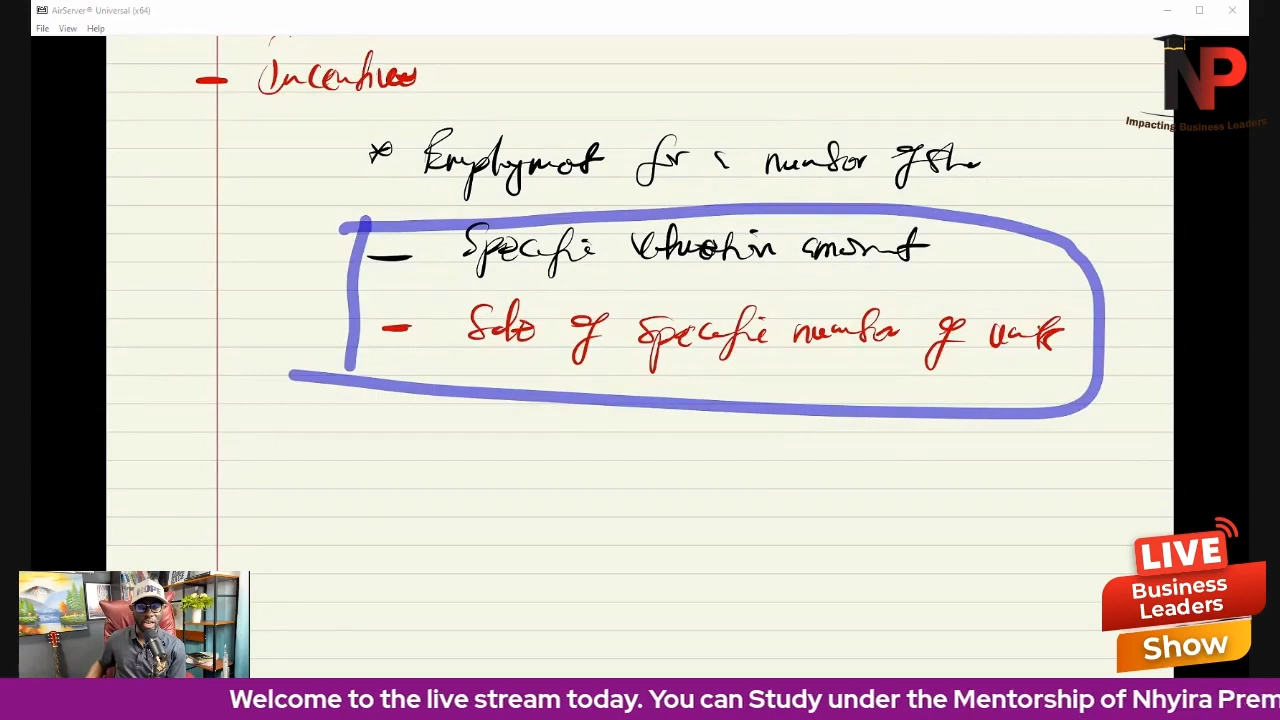 AirServer® Universal (x64)
File View Help
NP
Impacting Business Leaders
- Incentives
* Employment for a number of the
- Specific amount
- Sale of specific number of units
LIVE
Business
Leaders
Show
Welcome to the live stream today. You can Study under the Mentorship of Nhyira Prem